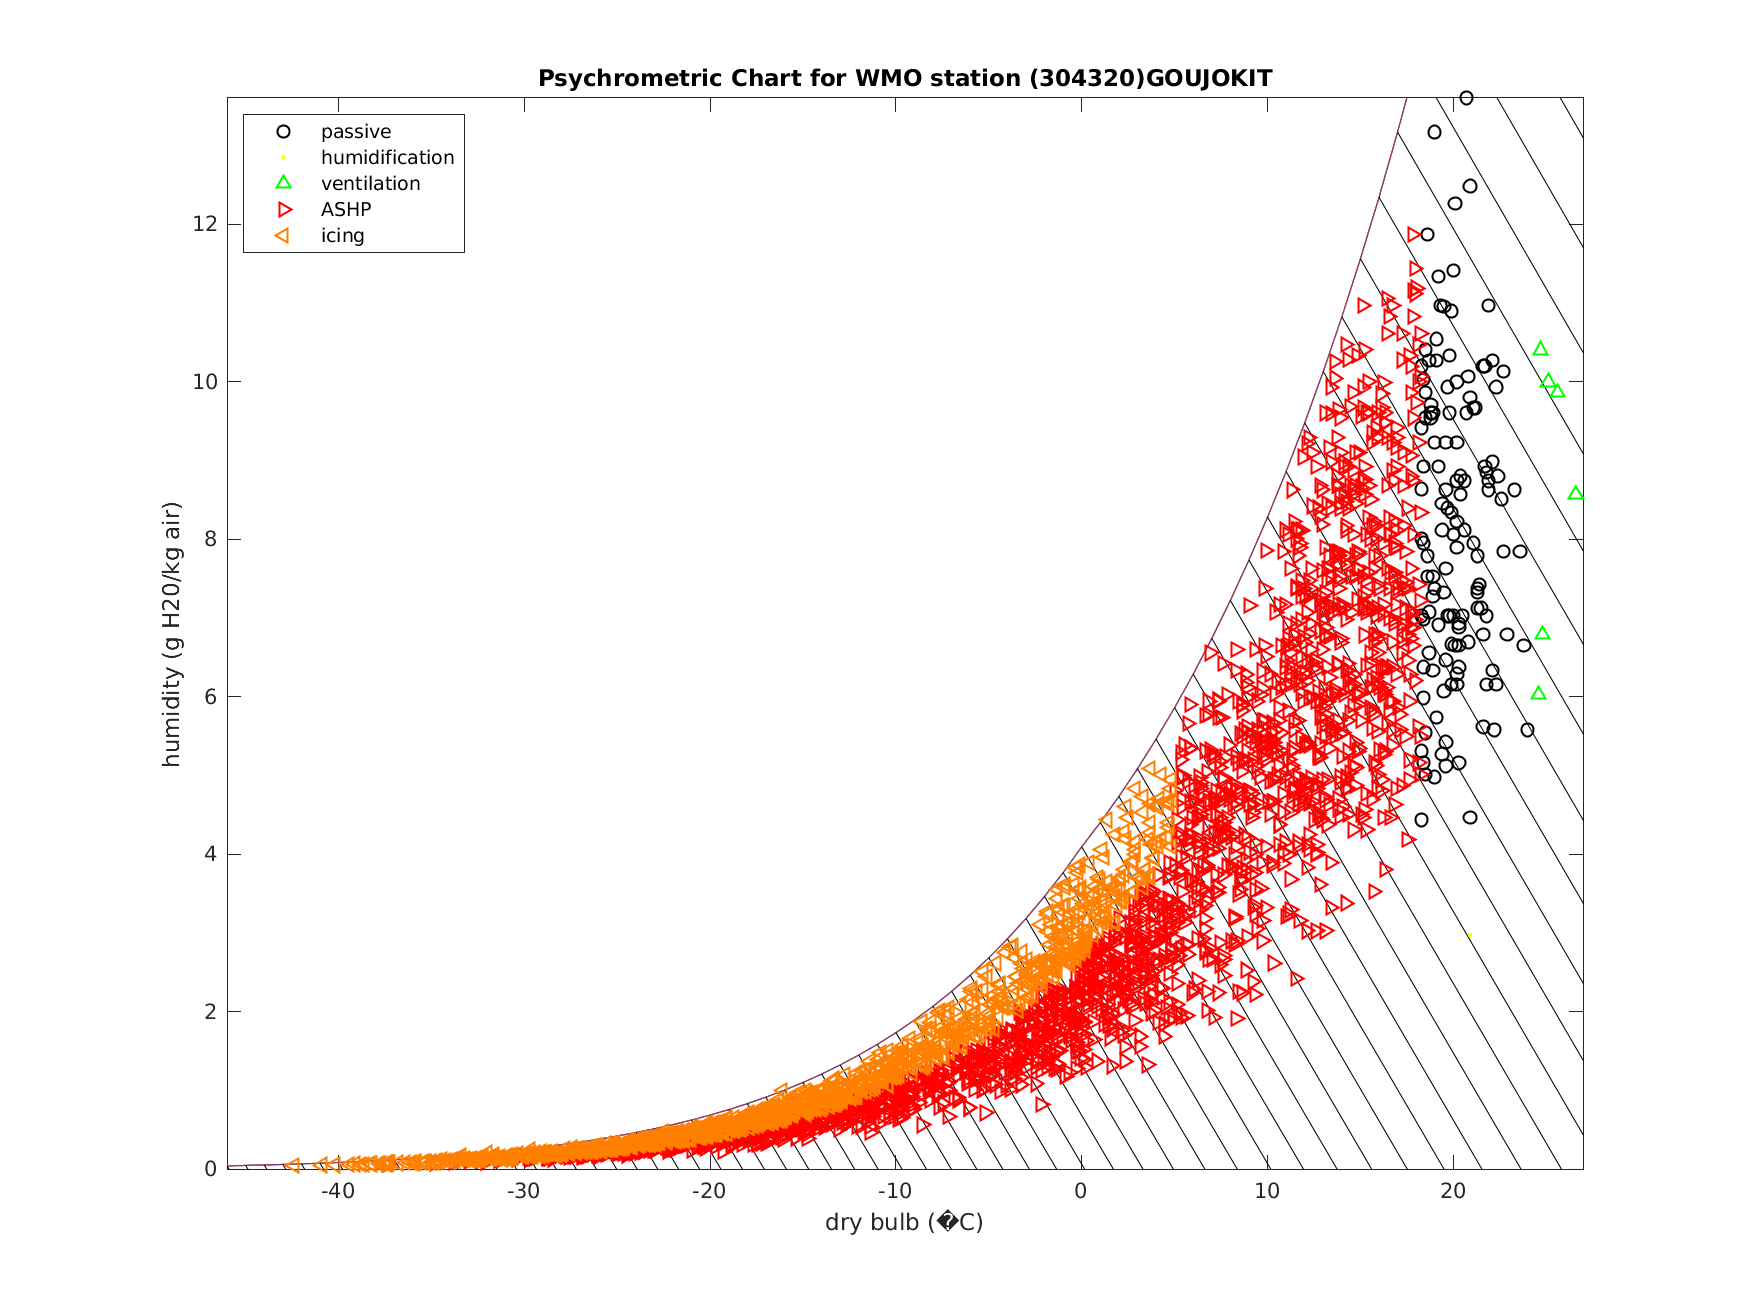 Psychrometric Chart for WMO station (304320)GOUJOKIT
passive
humidification
ventilation
ASHP
icing
humidity (g H20/kg air)
12
10
8
6
4
2
0
-40
-30
-20
-10
0
10
20
dry bulb (�C)